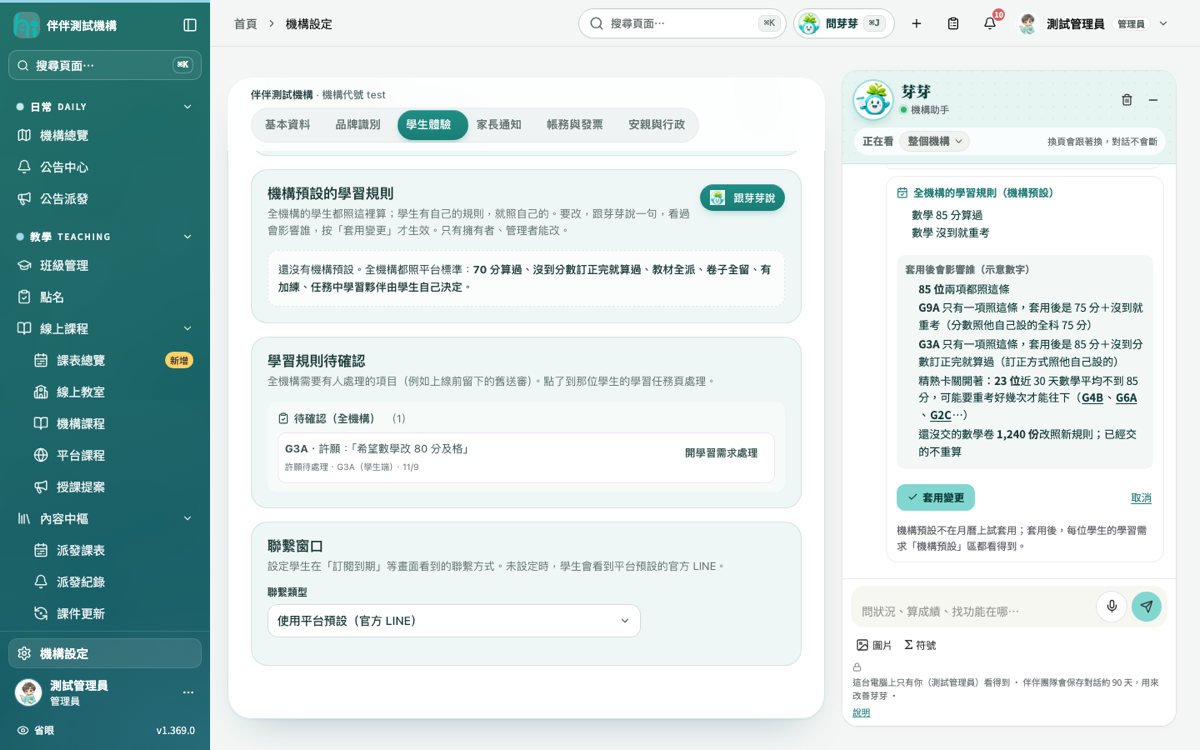 伴伴測試機構
搜尋頁面… ⌘K
日常 DAILY
機構總覽
公告中心
公告派發
教學 TEACHING
班級管理
點名
線上課程
課表總覽 新增
線上教室
機構課程
平台課程
授課提案
內容中樞
派發課表
派發紀錄
課件更新
機構設定
測試管理員
管理員
省眼 v1.369.0
首頁 › 機構設定
搜尋頁面… ⌘K
問芽芽 ⌘J
10
測試管理員 管理員
伴伴測試機構 · 機構代號 test
基本資料 品牌識別 學生體驗 家長通知 帳務與發票 安親與行政
機構預設的學習規則
跟芽芽說
全機構的學生都照這裡算；學生有自己的規則，就照自己的。要改，跟芽芽說一句，看過
會影響誰，按「套用變更」才生效。只有擁有者、管理者能改。
還沒有機構預設。全機構都照平台標準：70 分算過、沒到分數訂正完就算過、教材全派、卷子全留、有
加練、任務中學習夥伴由學生自己決定。
學習規則待確認
全機構需要有人處理的項目（例如上線前留下的舊送審）。點了到那位生的學習任務頁處理。
待確認（全機構） （1）
G3A · 許願：「希望數學改 80 分及格」
許願待處理 · G3A（學生端） · 11/9
開學習需求處理
聯繫窗口
設定學生在「訂閱到期」等畫面看到的聯繫方式。未設定時，學生會看到平台預設的官方 LINE。
聯繫類型
使用平台預設（官方 LINE）
芽芽
機構助手
正在看 整個機構 換頁會跟著換，對話不會斷
全機構的學習規則（機構預設）
數學 85 分算過
數學 沒到就重考
套用後會影響誰（示意數字）
85 位兩項都照這條
G9A 只有一項照這條，套用後是 75 分＋沒到就
重考（分數照他自己設的全科 75 分）
G3A 只有一項照這條，套用後是 85 分＋沒到分
數訂正完就算過（訂正方式照他自己設的）
精熟卡關開著：23 位近 30 天數學平均不到 85
分，可能要重考好幾次才能往下（G4B、G6A
、G2C…）
還沒交的數學卷 1,240 份改照新規則；已經交
的不重算
套用變更
取消
機構預設不在月曆上試套用；套用後，每位學生的學習需
求「機構預設」區都看得到。
問狀況、算成績、找功能在哪…
圖片 Σ 符號
這台電腦上只有你（測試管理員）看得到 · 伴伴團隊會保存對話約 90 天，用來
改善芽芽 ·
說明